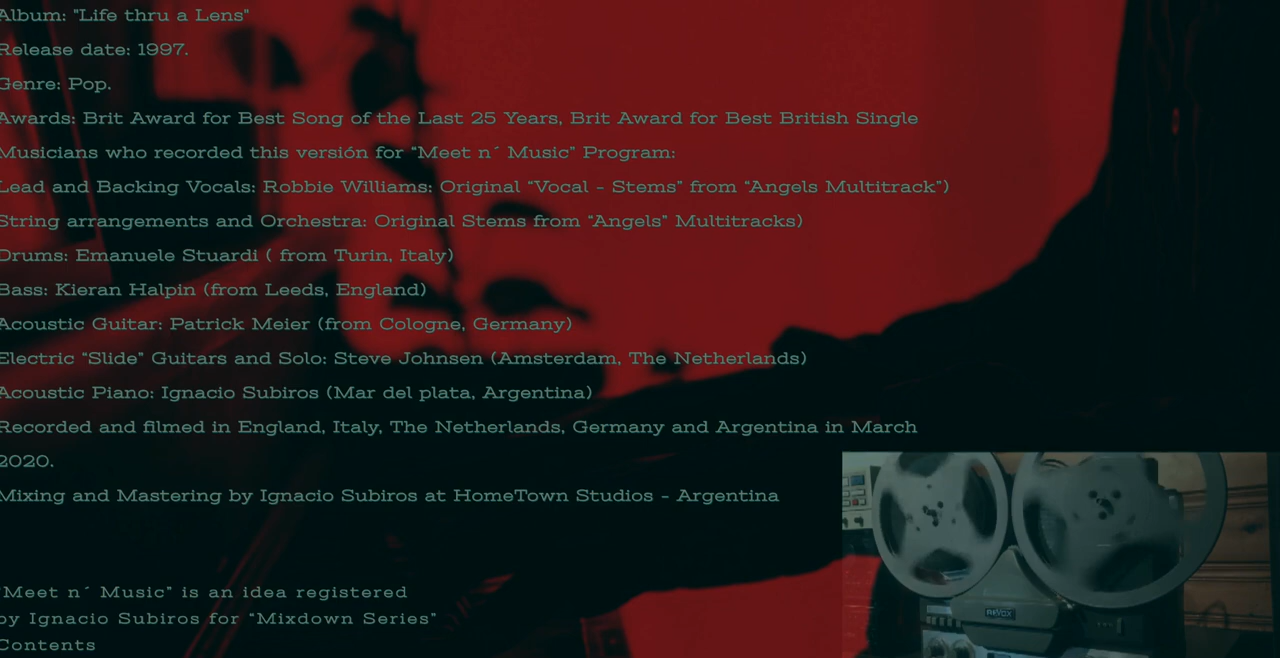 Album: "Life thru a Lens"
Release date: 1997.
Genre: Pop.
Awards: Brit Award for Best Song of the Last 25 Years, Brit Award for Best British Single
Musicians who recorded this versión for "Meet n´ Music" Program:
Lead and Backing Vocals: Robbie Williams: Original “Vocal - Stems” from “Angels Multitrack”)
String arrangements and Orchestra: Original Stems from “Angels” Multitracks)
Drums: Emanuele Stuardi ( from Turin, Italy)
Bass: Kieran Halpin (from Leeds, England)
Acoustic Guitar: Patrick Meier (from Cologne, Germany)
Electric “Slide” Guitars and Solo: Steve Johnsen (Amsterdam, The Netherlands)
Acoustic Piano: Ignacio Subiros (Mar del plata, Argentina)
Recorded and filmed in England, Italy, The Netherlands, Germany and Argentina in March
2020.
Mixing and Mastering by Ignacio Subiros at HomeTown Studios - Argentina
"Meet n´ Music” is an idea registered
by Ignacio Subiros for “Mixdown Series”
Contents
REVOX